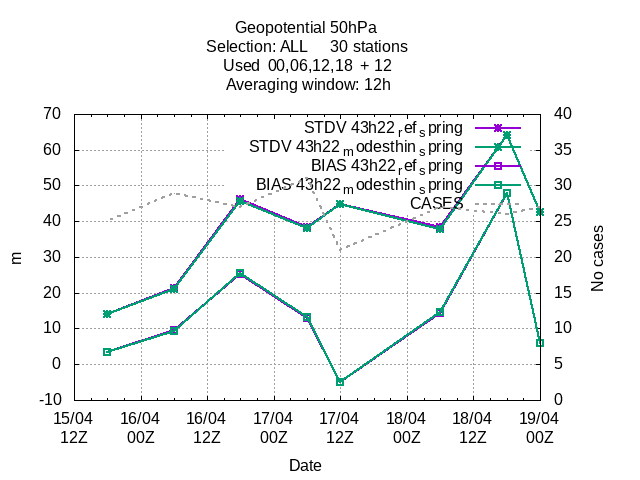 Geopotential 50hPa
Selection: ALL 30 stations
Used 00,06,12,18 + 12
Averaging window: 12h
STDV 43h22_ref_spring
STDV 43h22_modesthin_spring
BIAS 43h22_ref_spring
BIAS 43h22_modesthin_spring
CASES
70
60
50
40
30
20
10
0
-10
m
40
35
30
25
20
15
10
5
0
No cases
15/04 16/04 16/04 17/04 17/04 18/04 18/04 19/04
12Z 00Z 12Z 00Z 12Z 00Z 12Z 00Z
Date